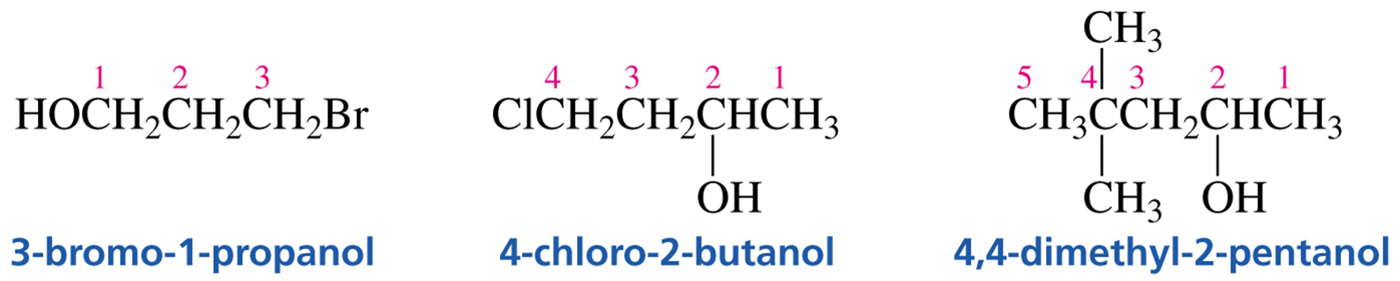 CH₃
1 2 3 4 3 2 1 5 4 3 2 1
HOCH₂CH₂CH₂Br ClCH₂CH₂CHCH₃ CH₃CCH₂CHCH₃
OH CH₃ OH
3-bromo-1-propanol 4-chloro-2-butanol 4,4-dimethyl-2-pentanol